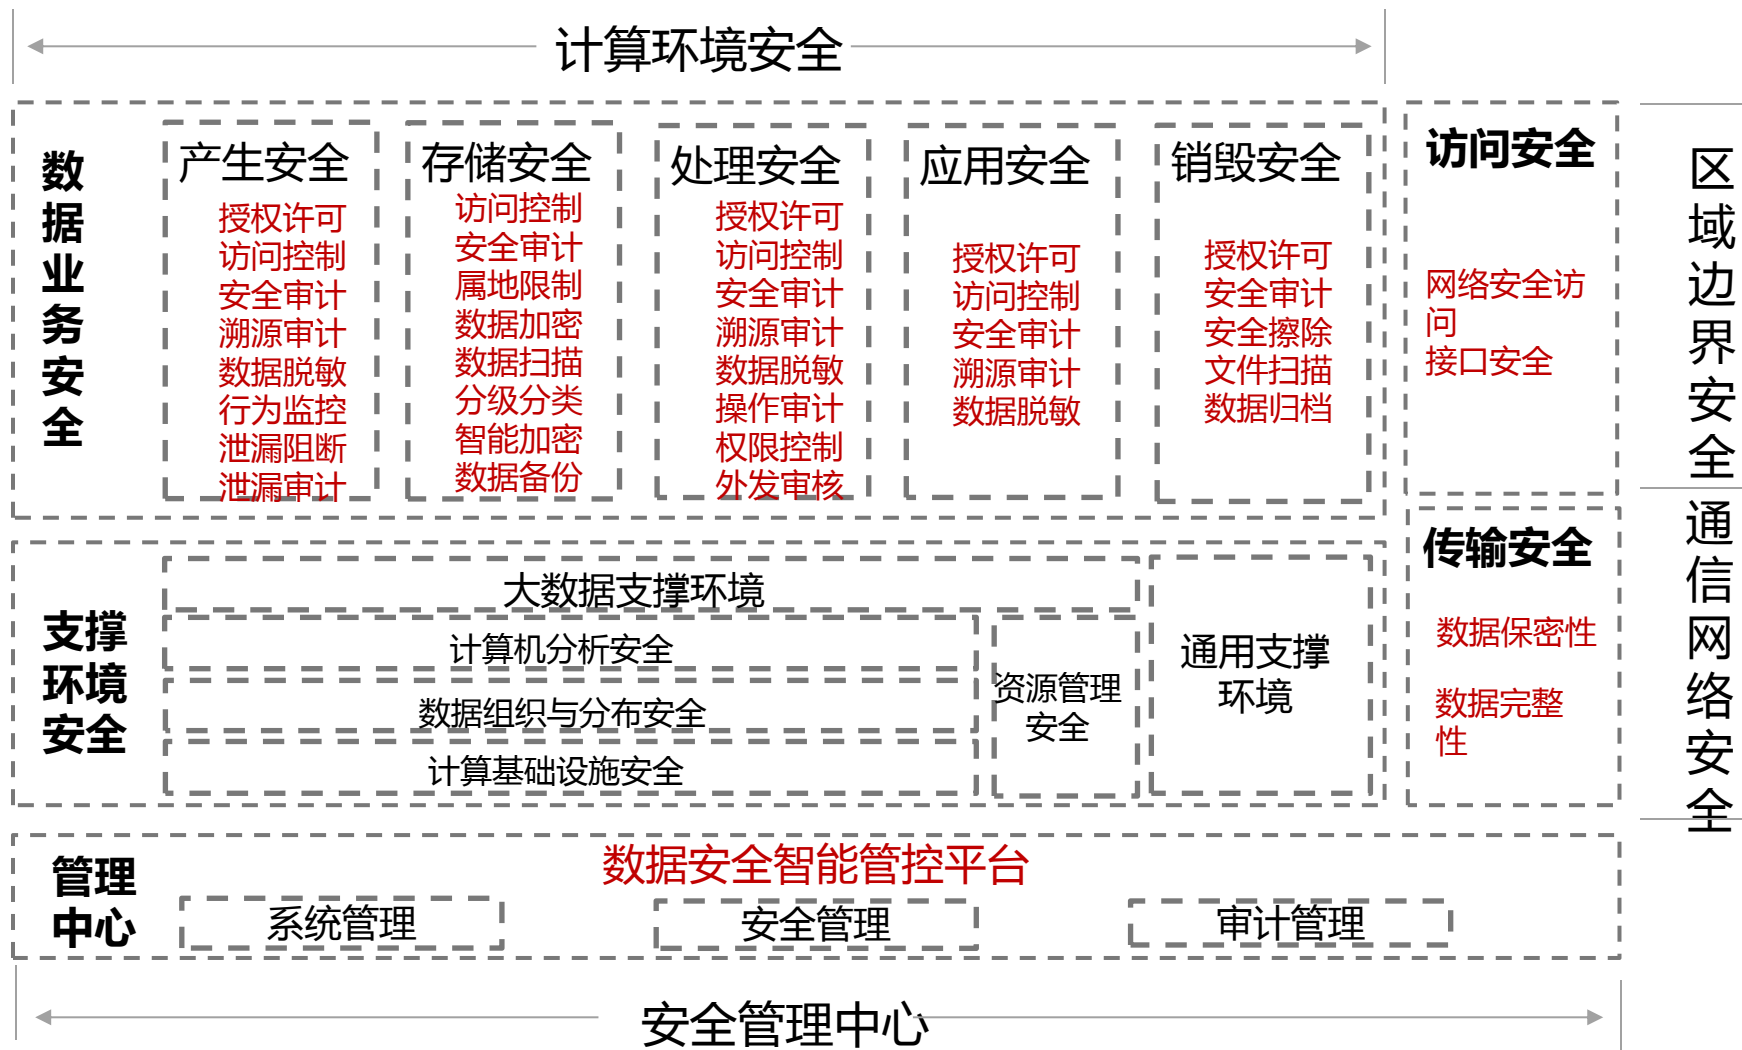 计算环境安全
数
据
业
务
安
全
产生安全
授权许可
访问控制
安全审计
溯源审计
数据脱敏
行为监控
泄漏阻断
泄漏审计
存储安全
访问控制
安全审计
属地限制
数据加密
数据扫描
分级分类
智能加密
数据备份
处理安全
授权许可
访问控制
安全审计
溯源审计
数据脱敏
操作审计
权限控制
外发审核
应用安全
授权许可
访问控制
安全审计
溯源审计
数据脱敏
销毁安全
授权许可
安全审计
安全擦除
文件扫描
数据归档
访问安全
网络安全访
问
接口安全
区
域
边
界
安
全
支撑
环境
安全
大数据支撑环境
计算机分析安全
数据组织与分布安全
计算基础设施安全
资源管理
安全
通用支撑
环境
传输安全
数据保密性
数据完整
性
通
信
网
络
安
全
管理
中心
数据安全智能管控平台
系统管理
安全管理
审计管理
安全管理中心